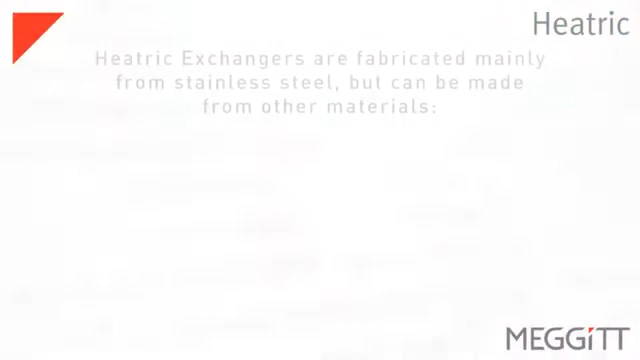 Heatric
Heatric Exchangers are fabricated mainly
from stainless steel, but can be made
from other materials:
MEGGiTT